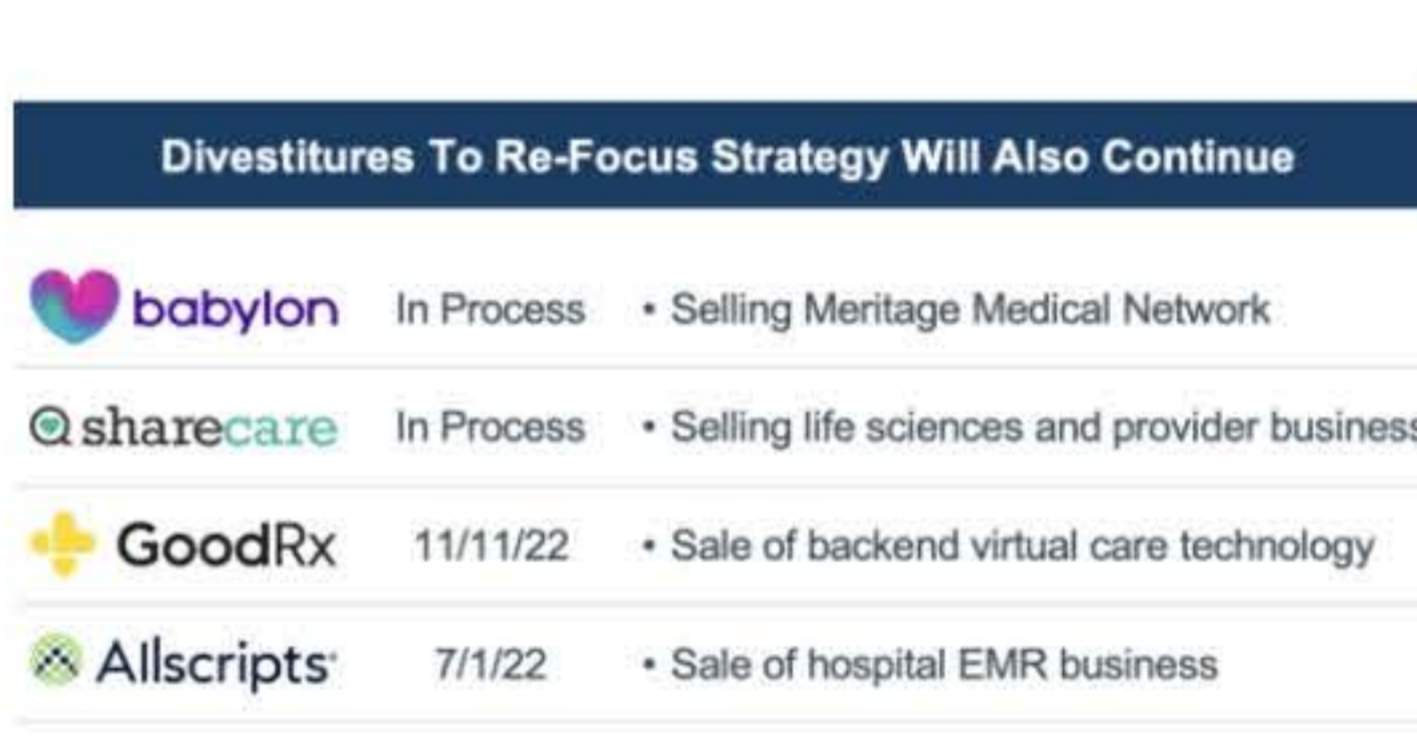 Divestitures To Re-Focus Strategy Will Also Continue
babylon In Process • Selling Meritage Medical Network
sharecare In Process • Selling life sciences and provider business
GoodRx 11/11/22 • Sale of backend virtual care technology
Allscripts 7/1/22 • Sale of hospital EMR business